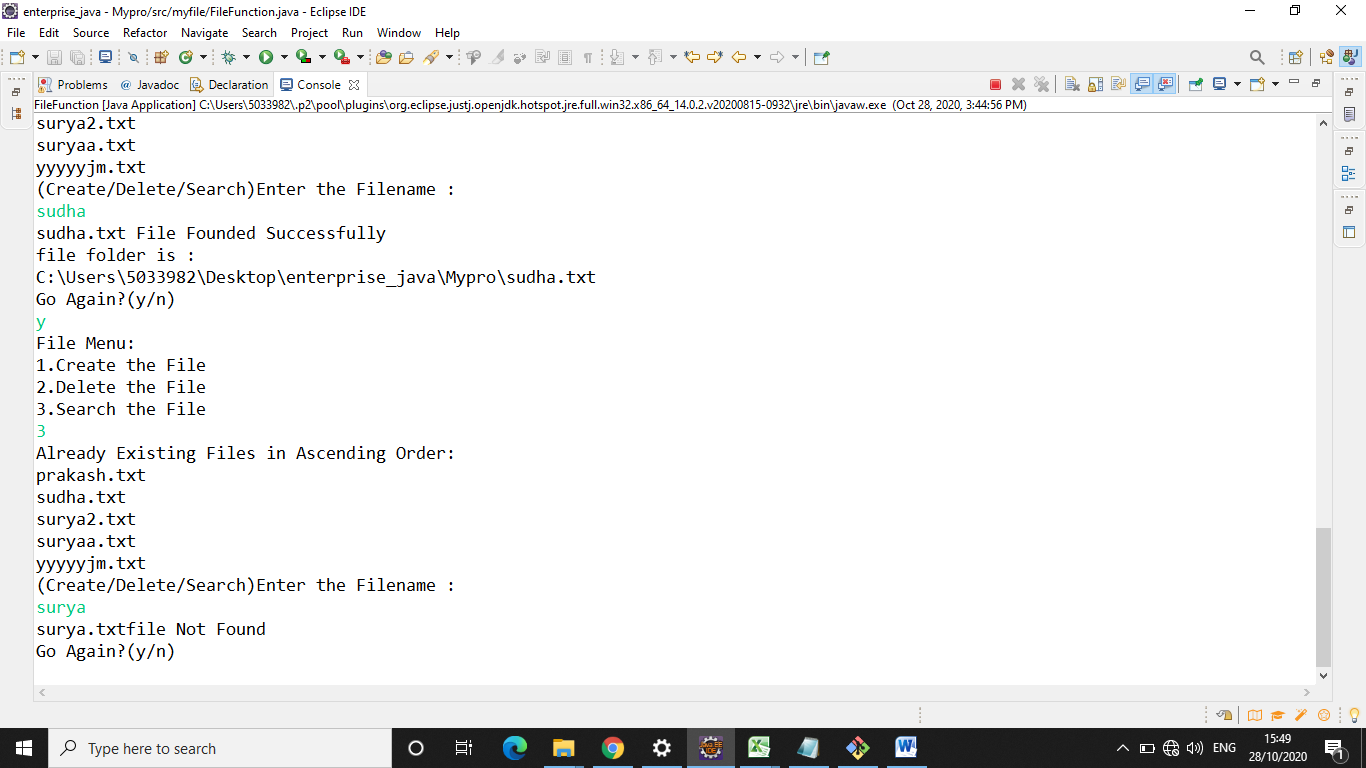 enterprise_java - Mypro/src/myfile/FileFunction.java - Eclipse IDE
File Edit Source Refactor Navigate Search Project Run Window Help
Problems Javadoc Declaration Console
FileFunction [Java Application] C:\Users\5033982\.p2\pool\plugins\org.eclipse.justj.openjdk.hotspot.jre.full.win32.x86_64_14.0.2.v20200815-0932\jre\bin\javaw.exe (Oct 28, 2020, 3:44:56 PM)
surya2.txt
suryaa.txt
yyyyyjm.txt
(Create/Delete/Search)Enter the Filename :
sudha
sudha.txt File Founded Successfully
file folder is :
C:\Users\5033982\Desktop\enterprise_java\Mypro\sudha.txt
Go Again?(y/n)
y
File Menu:
1.Create the File
2.Delete the File
3.Search the File
3
Already Existing Files in Ascending Order:
prakash.txt
sudha.txt
surya2.txt
suryaa.txt
yyyyyjm.txt
(Create/Delete/Search)Enter the Filename :
surya
surya.txtfile Not Found
Go Again?(y/n)
Type here to search
ENG
15:49
28/10/2020
1